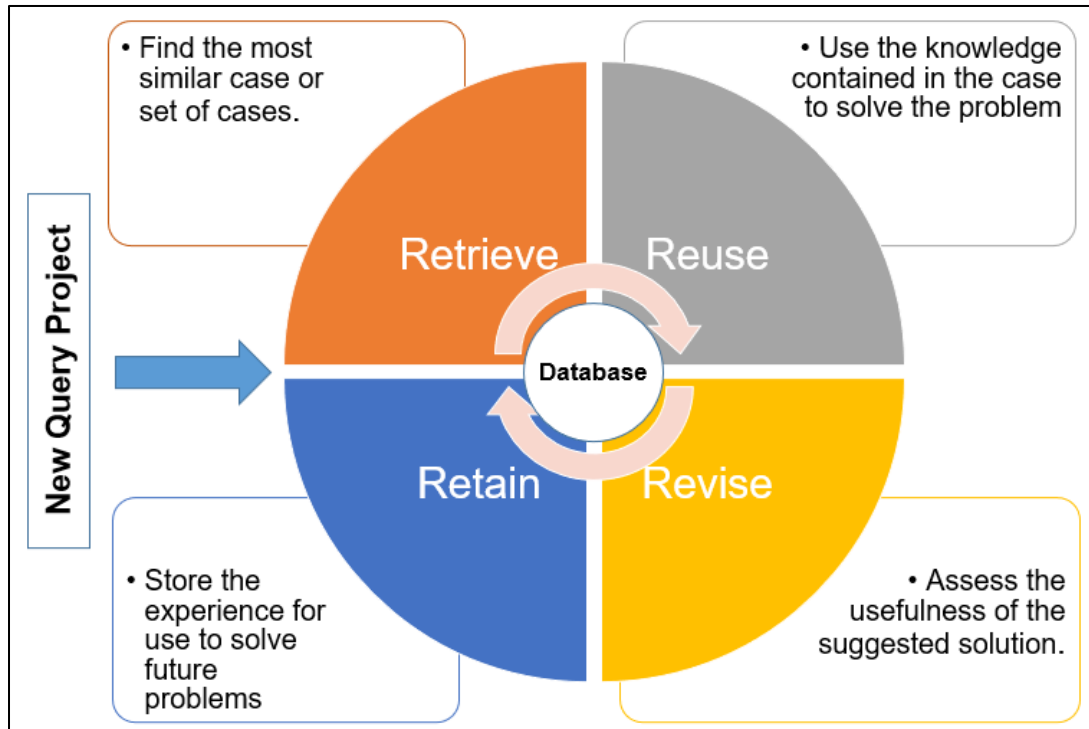 • Find the most
similar case or
set of cases.
• Use the knowledge
contained in the case
to solve the problem
New Query Project
Retrieve
Reuse
Database
Retain
Revise
• Store the
experience for
use to solve
future
problems
• Assess the
usefulness of the
suggested solution.